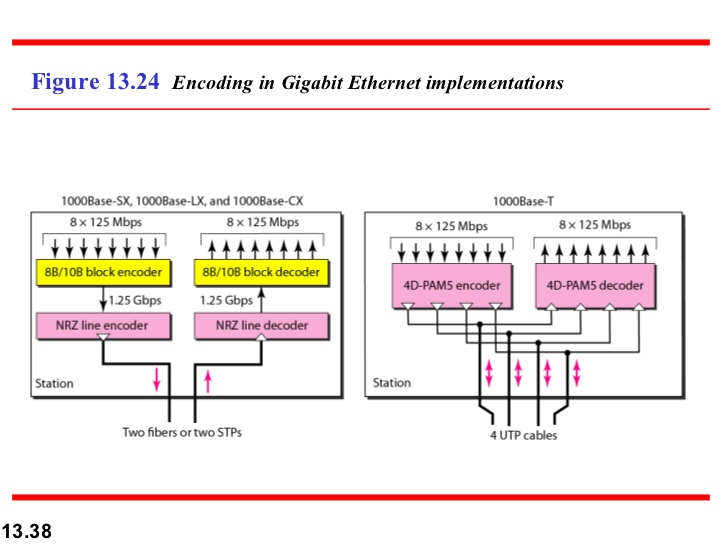 Figure 13.24 Encoding in Gigabit Ethernet implementations
1000Base-SX, 1000Base-LX, and 1000Base-CX
8 × 125 Mbps 8 × 125 Mbps
8B/10B block encoder 8B/10B block decoder
1.25 Gbps 1.25 Gbps
NRZ line encoder NRZ line decoder
Station
Two fibers or two STPs
1000Base-T
8 × 125 Mbps 8 × 125 Mbps
4D-PAM5 encoder 4D-PAM5 decoder
Station
4 UTP cables
13.38